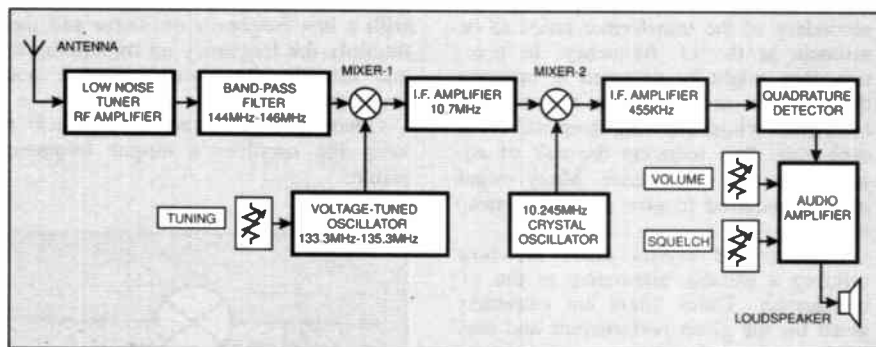 ANTENNA
LOW NOISE
TUNER
RF AMPLIFIER
BAND-PASS
FILTER
144MHz-146MHz
MIXER-1
I.F. AMPLIFIER
10.7MHz
MIXER-2
I.F. AMPLIFIER
455KHz
QUADRATURE
DETECTOR
TUNING
VOLTAGE-TUNED
OSCILLATOR
133.3MHz-135.3MHz
10.245MHz
CRYSTAL
OSCILLATOR
VOLUME
SQUELCH
AUDIO
AMPLIFIER
LOUDSPEAKER